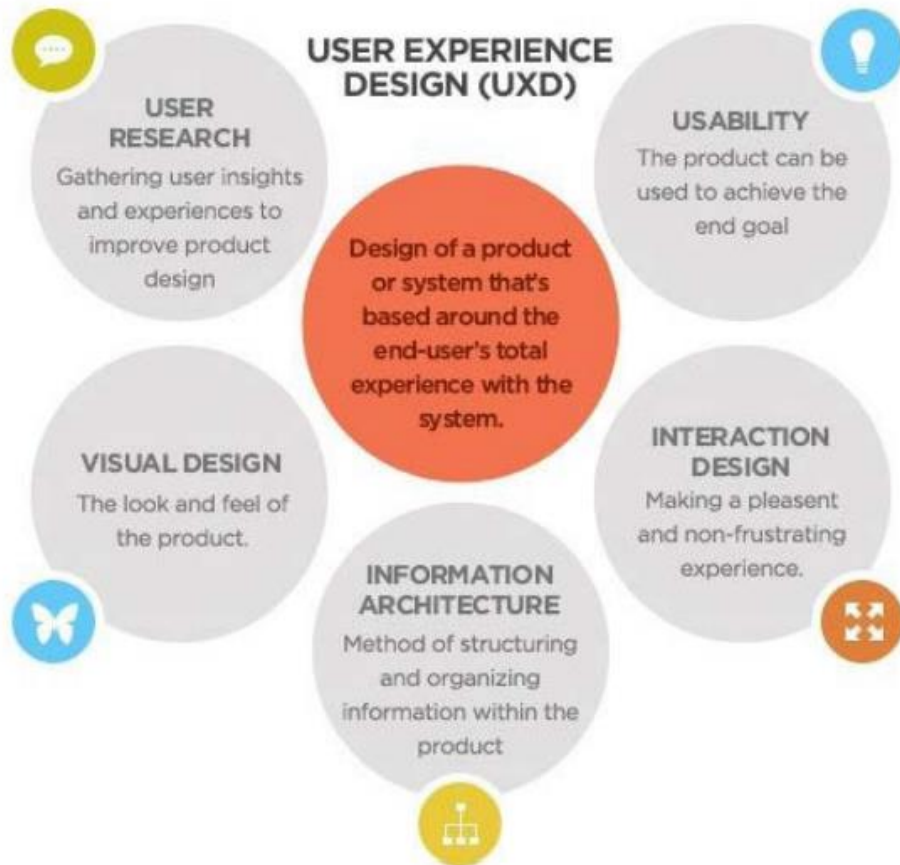 USER EXPERIENCE
DESIGN (UXD)
USER
RESEARCH
Gathering user insights
and experiences to
improve product
design
USABILITY
The product can be
used to achieve the
end goal
Design of a product
or system that's
based around the
end-user's total
experience with the
system.
VISUAL DESIGN
The look and feel of
the product.
INTERACTION
DESIGN
Making a pleasent
and non-frustrating
experience.
INFORMATION
ARCHITECTURE
Method of structuring
and organizing
information within the
product